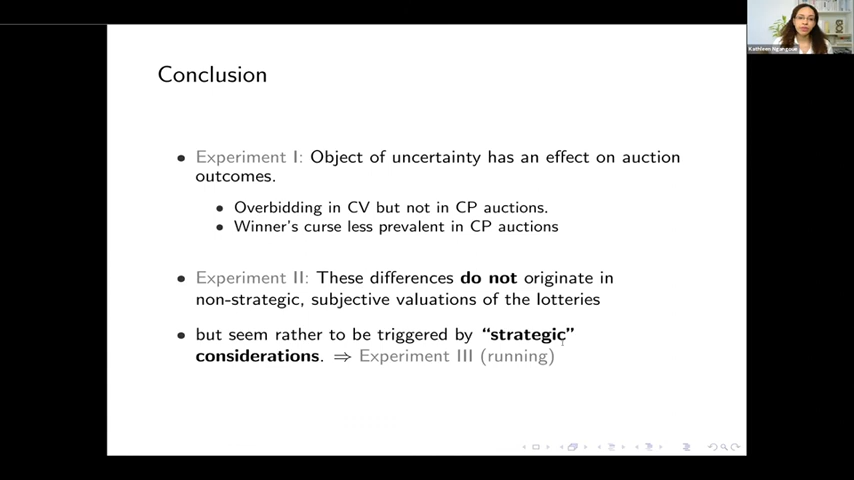 Kathleen Ngangoue
Conclusion
• Experiment I: Object of uncertainty has an effect on auction
outcomes.
• Overbidding in CV but not in CP auctions.
• Winner's curse less prevalent in CP auctions
• Experiment II: These differences do not originate in
non-strategic, subjective valuations of the lotteries
• but seem rather to be triggered by “strategic”
considerations. ⇒ Experiment III (running)